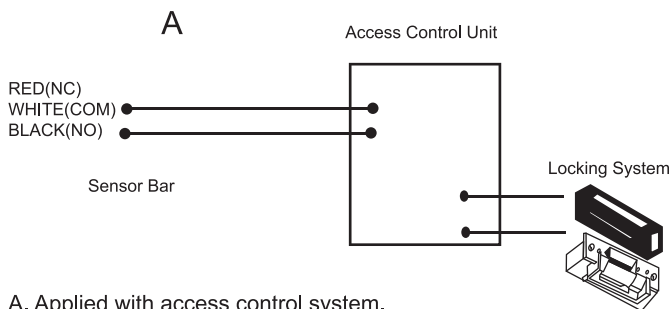 A
Access Control Unit
RED(NC)
WHITE(COM)
BLACK(NO)
Sensor Bar
Locking System
A. Applied with access control system.